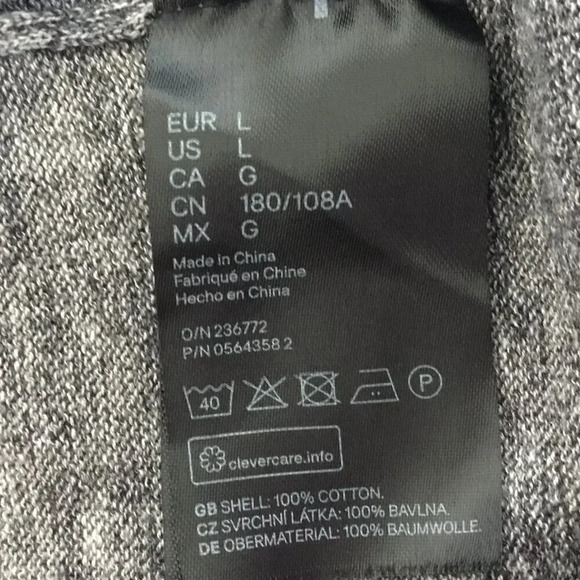 EUR L
US L
CA G
CN 180/108A
MX G
Made in China
Fabriqué en Chine
Hecho en China
O/N 236772
P/N 0564358 2
40 P
clevercare.info
GB SHELL: 100% COTTON.
CZ SVRCHNÍ LÁTKA: 100% BAVLNA.
DE OBERMATERIAL: 100% BAUMWOLLE.